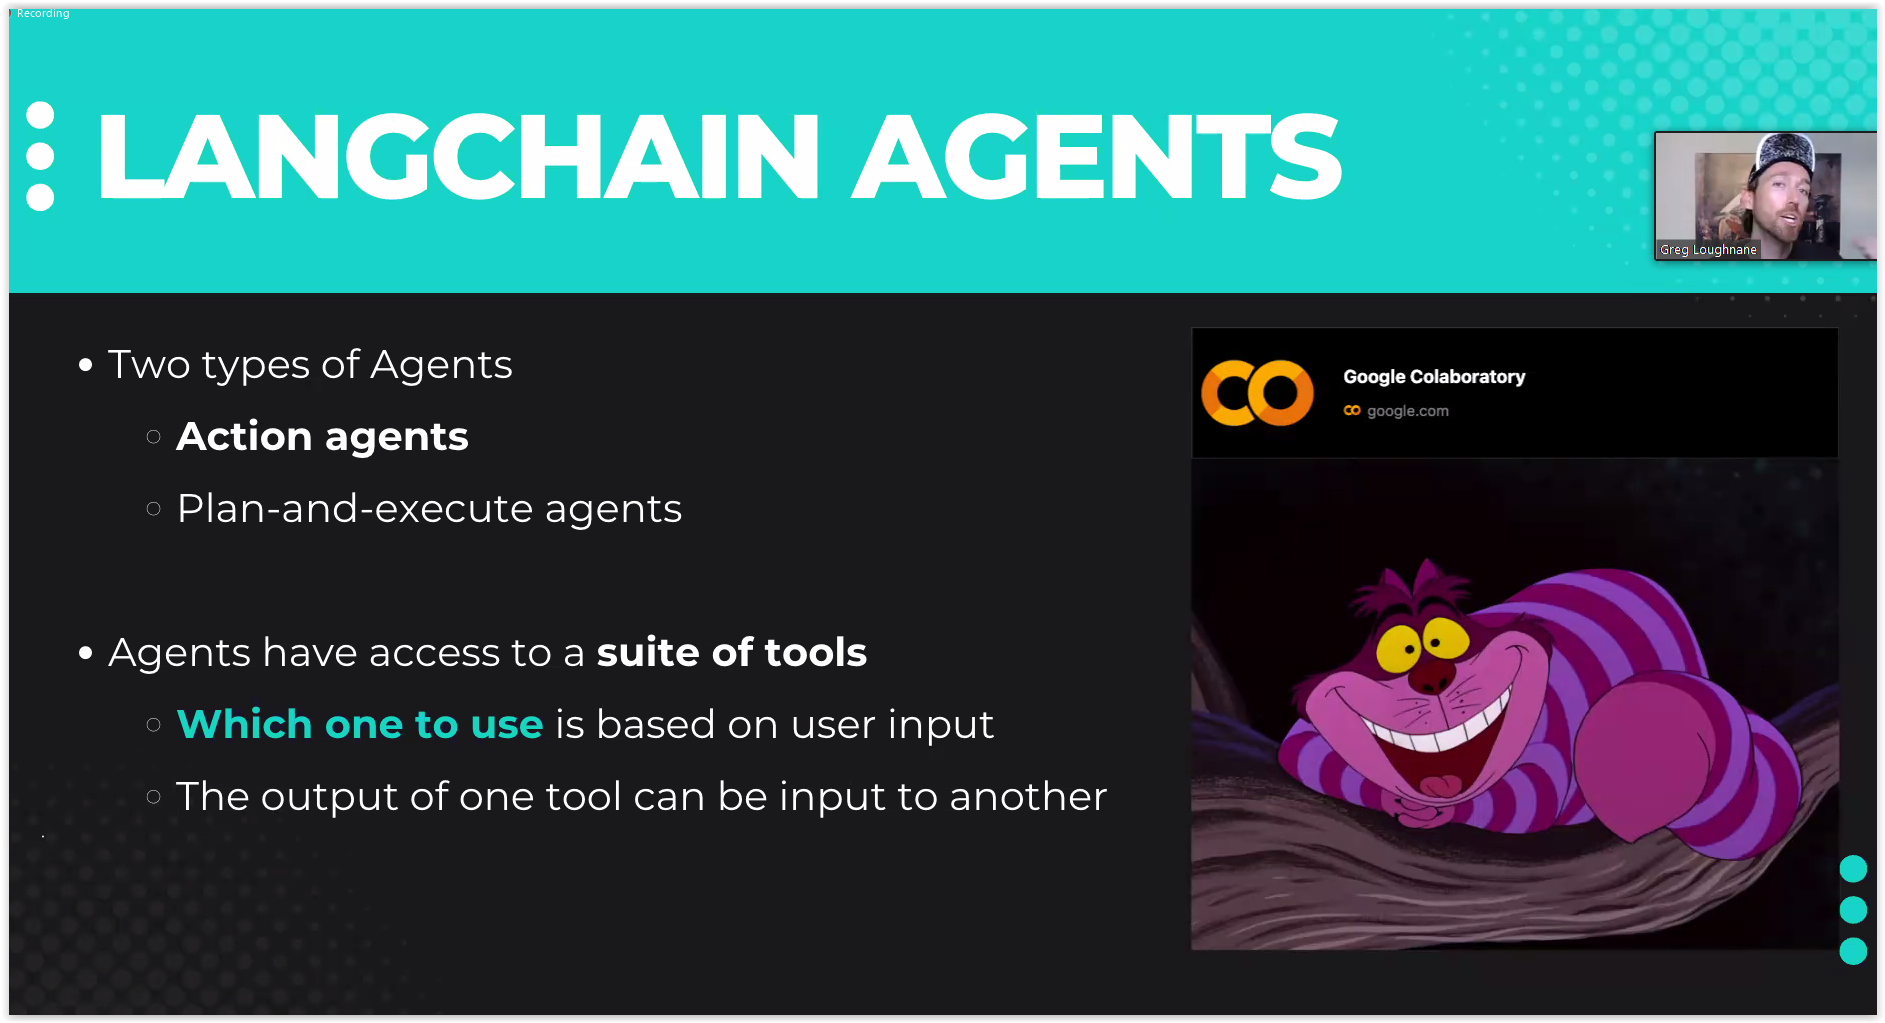 Recording
LANGCHAIN AGENTS
Greg Loughnane
• Two types of Agents
○ Action agents
○ Plan-and-execute agents
• Agents have access to a suite of tools
○ Which one to use is based on user input
○ The output of one tool can be input to another
Google Colaboratory
google.com